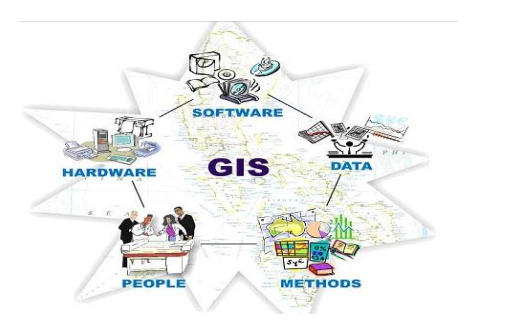 SOFTWARE
HARDWARE
GIS
DATA
PEOPLE
METHODS